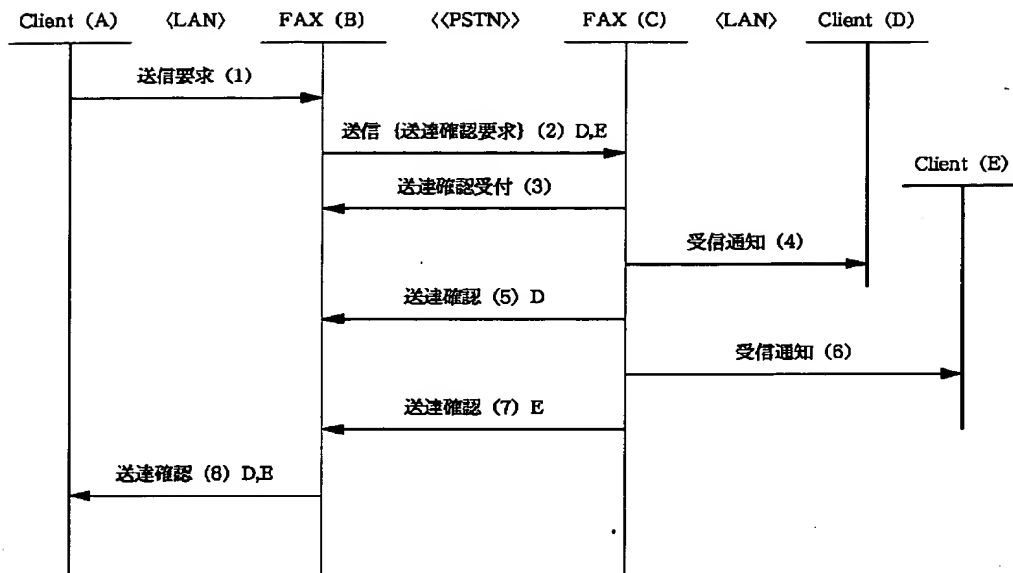 Client (A) 〈LAN〉 FAX (B) 《PSTN》 FAX (C) 〈LAN〉 Client (D)
送信要求 (1)
送信 {送達確認要求} (2) D,E
Client (E)
送達確認受付 (3)
受信通知 (4)
送達確認 (5) D
受信通知 (6)
送達確認 (7) E
送達確認 (8) D,E